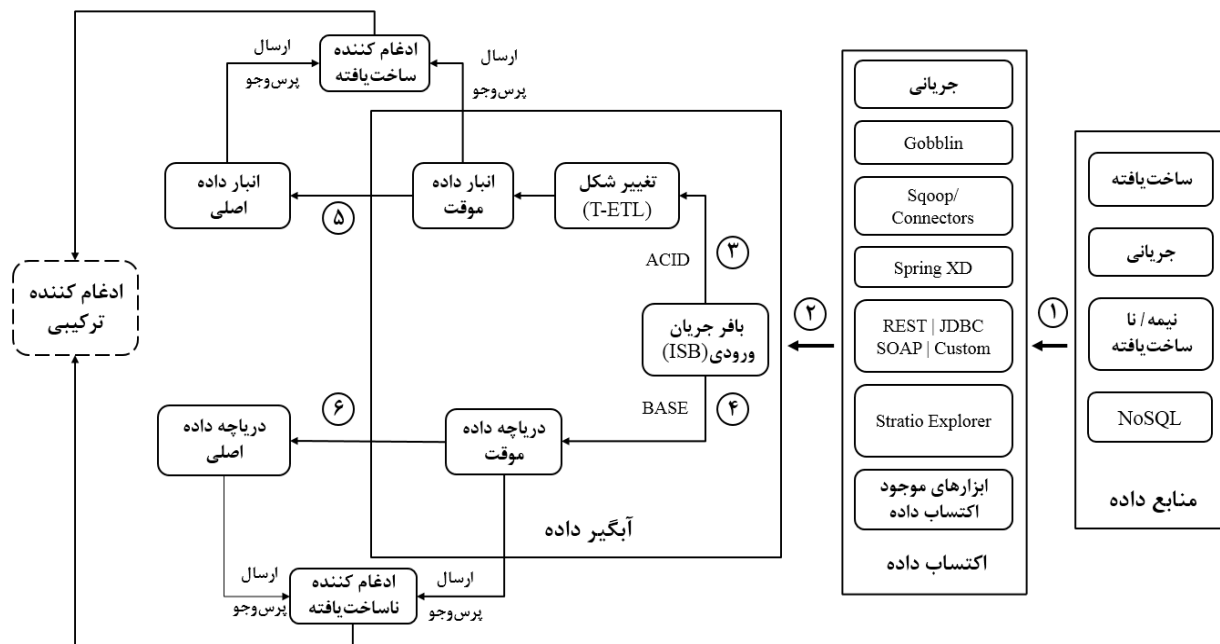 ساخت‌یافته
جریانی
نیمه / نا
ساخت‌یافته
NoSQL
منابع داده
۱
جریانی
Gobblin
Sqoop/
Connectors
Spring XD
REST | JDBC
SOAP | Custom
Stratio Explorer
ابزارهای موجود
اکتساب داده
اکتساب داده
۲
بافر جریان
ورودی(ISB)
ACID
۳
BASE
۴
تغییر شکل
(T-ETL)
انبار داده
موقت
دریاچه داده
موقت
آبگیر داده
۵
۶
انبار داده
اصلی
دریاچه داده
اصلی
ارسال
پرس‌وجو
ادغام کننده
ساخت‌یافته
ارسال
پرس‌وجو
ارسال
پرس‌وجو
ادغام کننده
ناساخت‌یافته
ارسال
پرس‌وجو
ادغام کننده
ترکیبی